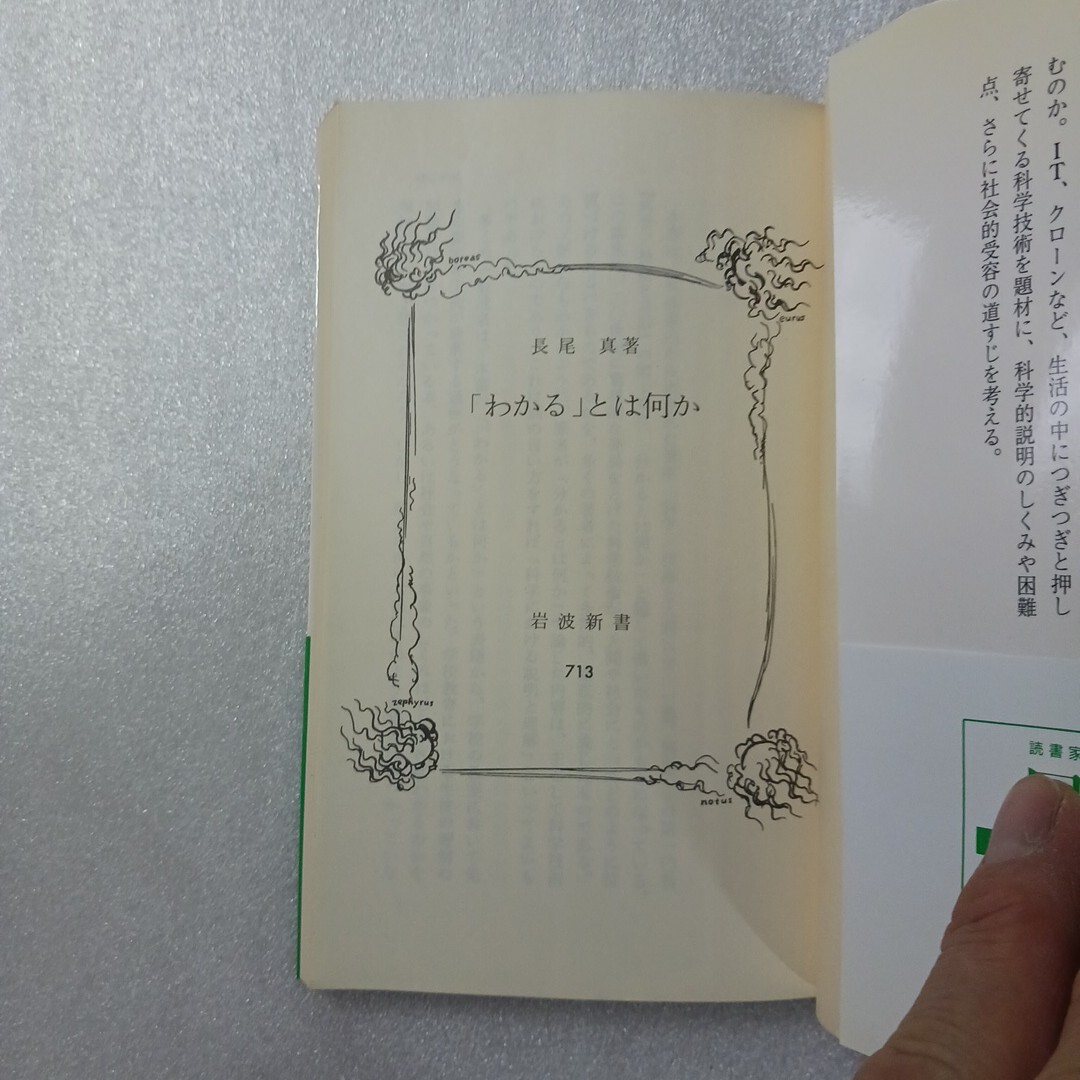 むのか。IT、クローンなど、生活の中につぎつぎと押し
寄せてくる科学技術を題材に、科学的説明のしくみや困難
点、さらに社会的受容の道すじを考える。
読書家
boreas
eurus
長尾 真著
「わかる」とは何か
岩波新書
713
zephyrus
notus